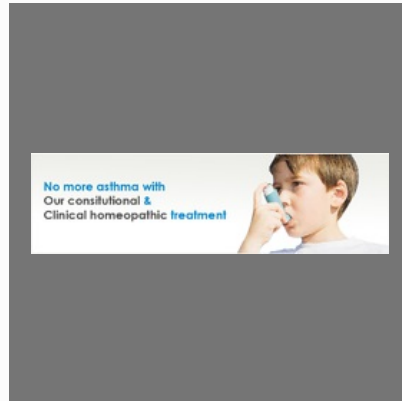 No more asthma with
Our consitutional &
Clinical homeopathic treatment